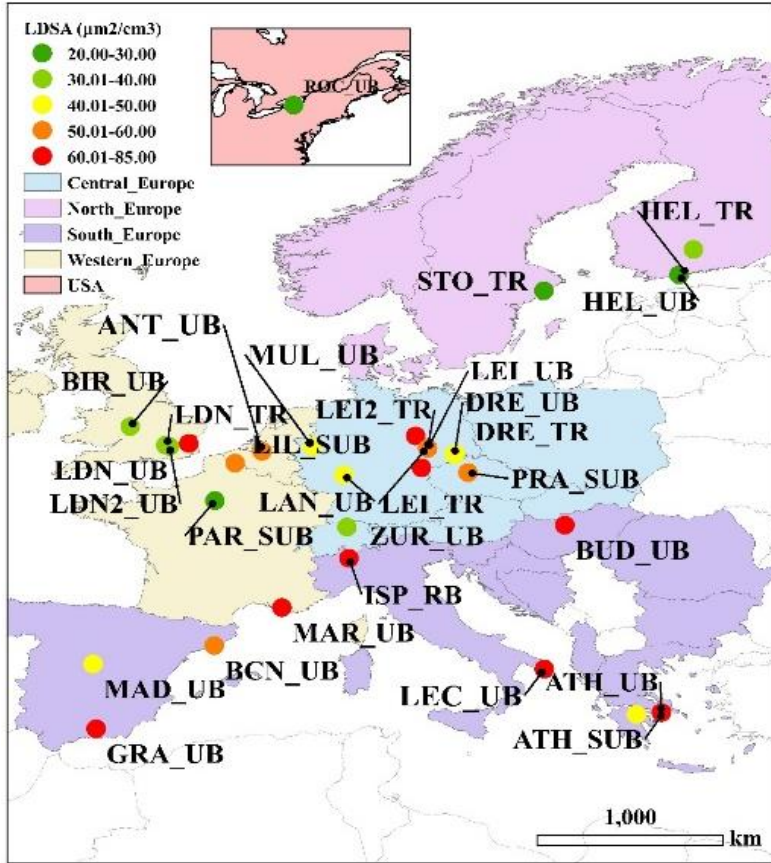 LDSA (µm2/cm3)
20.00-30.00
30.01-40.00
40.01-50.00
50.01-60.00
60.01-85.00
Central_Europe
North_Europe
South_Europe
Western_Europe
USA
ROC_UB
HEL_TR
STO_TR
HEL_UB
ANT_UB
MUL_UB
LEI_UB
BIR_UB
LDN_TR
LEI2_TR
DRE_UB
DRE_TR
LIL_SUB
LDN_UB
LDN2_UB
LAN_UB
LEI_TR
PRA_SUB
PAR_SUB
ZUR_UB
BUD_UB
ISP_RB
MAR_UB
BCN_UB
MAD_UB
LEC_UB
ATH_UB
ATH_SUB
GRA_UB
1,000
km